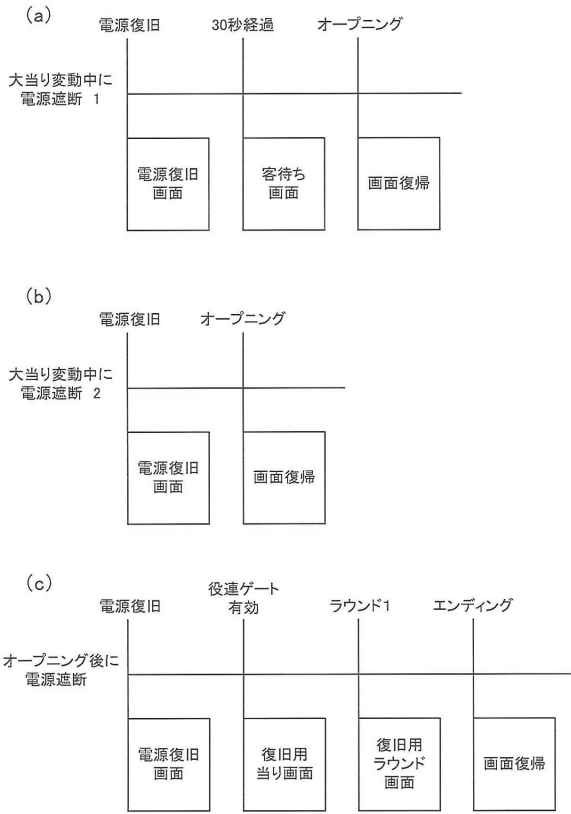 (a)
電源復旧 30秒経過 オープニング
大当り変動中に
電源遮断 1
電源復旧
画面
客待ち
画面
画面復帰
(b)
電源復旧 オープニング
大当り変動中に
電源遮断 2
電源復旧
画面
画面復帰
(c)
電源復旧
役連ゲート
有効
ラウンド1
エンディング
オープニング後に
電源遮断
電源復旧
画面
復旧用
当り画面
復旧用
ラウンド
画面
画面復帰